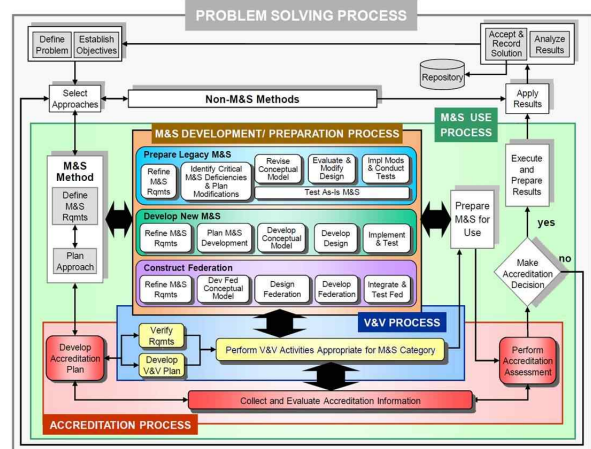 PROBLEM SOLVING PROCESS
Define
Problem
Establish
Objectives
Accept &
Record
Solution
Analyze
Results
Repository
Select
Approaches
Non-M&S Methods
Apply
Results
M&S USE
PROCESS
M&S DEVELOPMENT/ PREPARATION PROCESS
Prepare Legacy M&S
Refine
M&S
Rqmts
Identify Critical
M&S Deficiencies
& Plan
Modifications
Revise
Conceptual
Model
Evaluate &
Modify
Design
Impl Mods
& Conduct
Tests
Test As-Is M&S
M&S
Method
Define
M&S
Rqmts
Plan
Approach
Develop New M&S
Refine M&S
Rqmts
Plan M&S
Development
Develop
Conceptual
Model
Develop
Design
Implement
& Test
Construct Federation
Refine M&S
Rqmts
Dev Fed
Conceptual
Model
Design
Federation
Develop
Federation
Integrate &
Test Fed
Prepare
M&S for
Use
Execute
and
Prepare
Results
yes
no
Make
Accreditation
Decision
V&V PROCESS
Verify
Rqmts
Develop
V&V Plan
Perform V&V Activities Appropriate for M&S Category
Develop
Accreditation
Plan
Perform
Accreditation
Assessment
Collect and Evaluate Accreditation Information
ACCREDITATION PROCESS